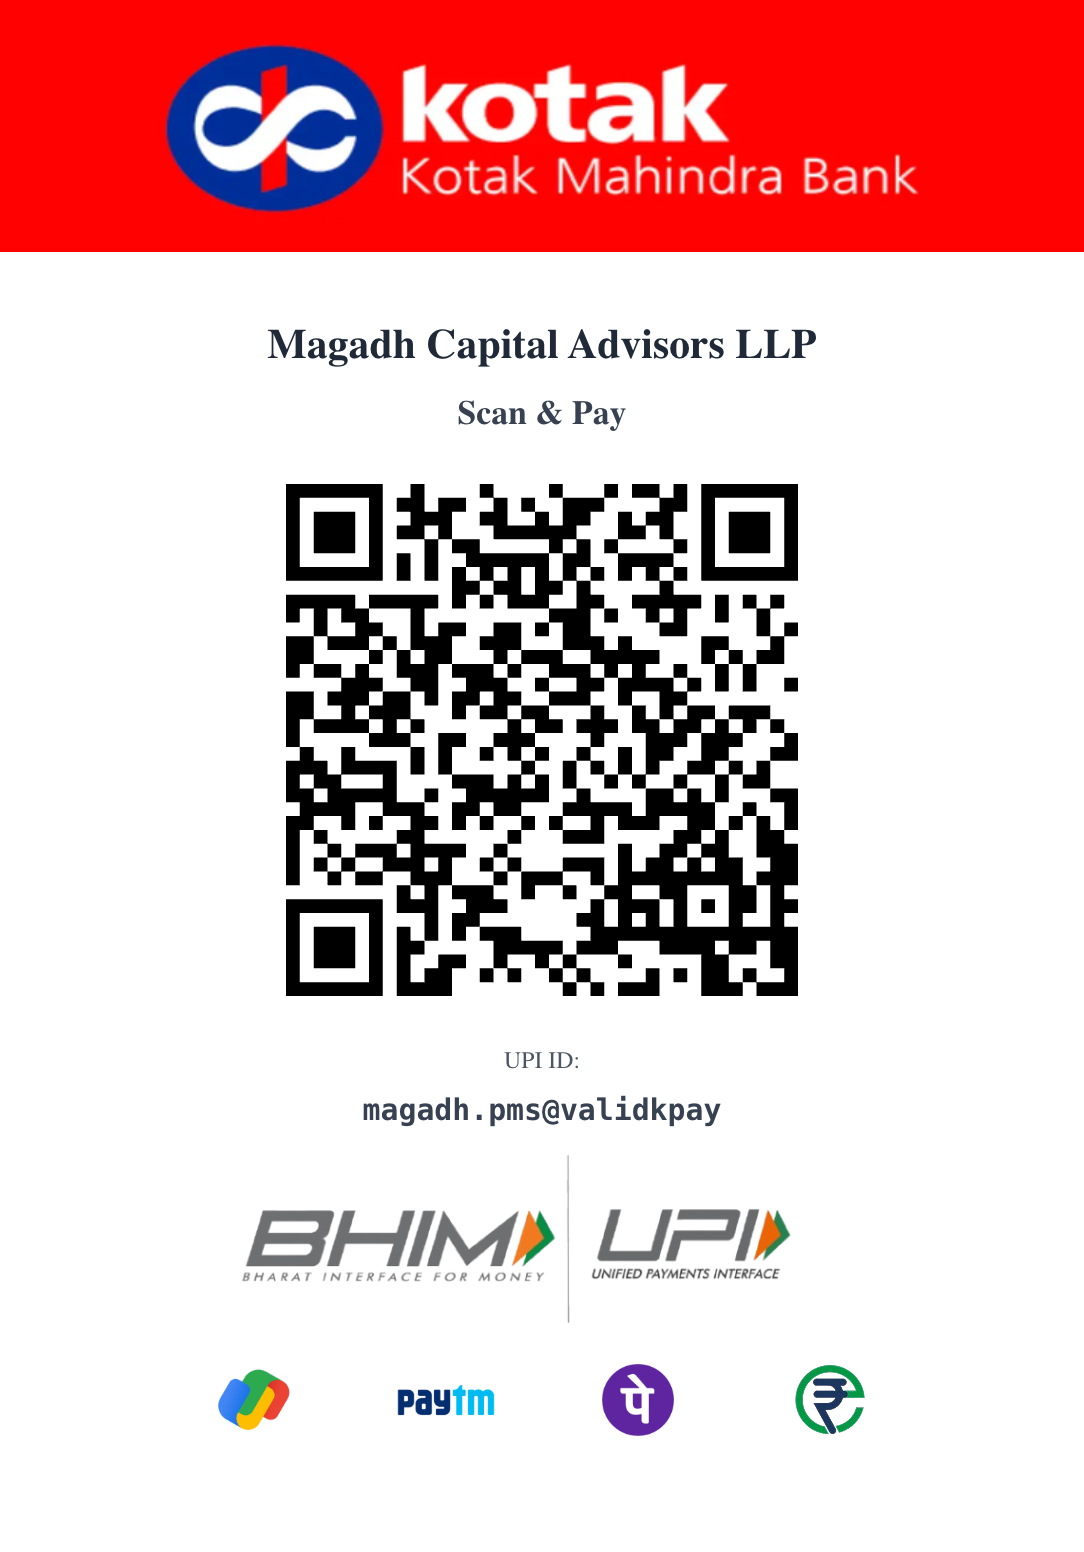 kotak
Kotak Mahindra Bank
Magadh Capital Advisors LLP
Scan & Pay
UPI ID:
magadh.pms@validkpay
BHIM
BHARAT INTERFACE FOR MONEY
UPI
UNIFIED PAYMENTS INTERFACE
paytm
पे
₹